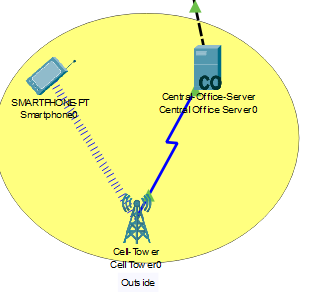 CO
Central-Office-Server
Central Office Server0
SMARTPHONE-PT
Smartphone0
Cell-Tower
Cell Tower0
Outside